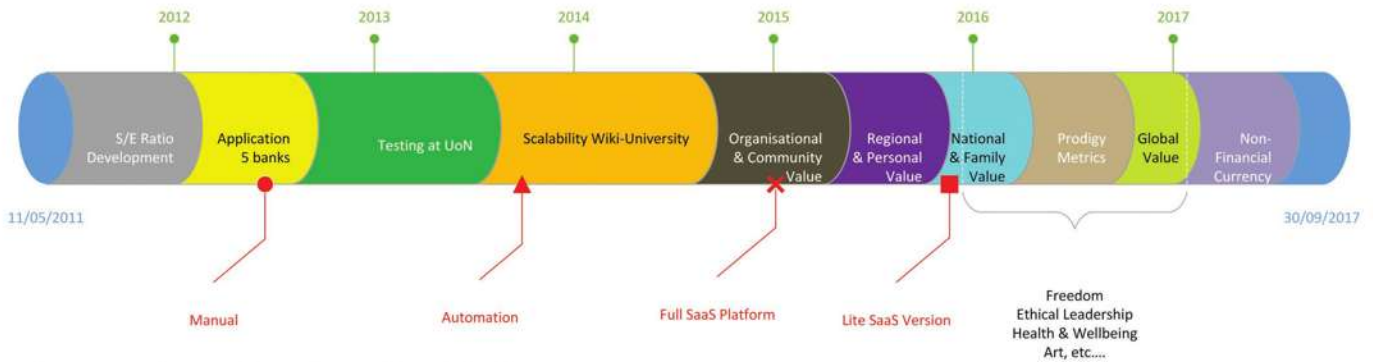 2012
2013
2014
2015
2016
2017
S/E Ratio
Development
Application
5 banks
Testing at UoN
Scalability Wiki-University
Organisational
& Community
Value
Regional
& Personal
Value
National
& Family
Value
Prodigy
Metrics
Global
Value
Non-
Financial
Currency
11/05/2011
30/09/2017
Manual
Automation
Full SaaS Platform
Lite SaaS Version
Freedom
Ethical Leadership
Health & Wellbeing
Art, etc....